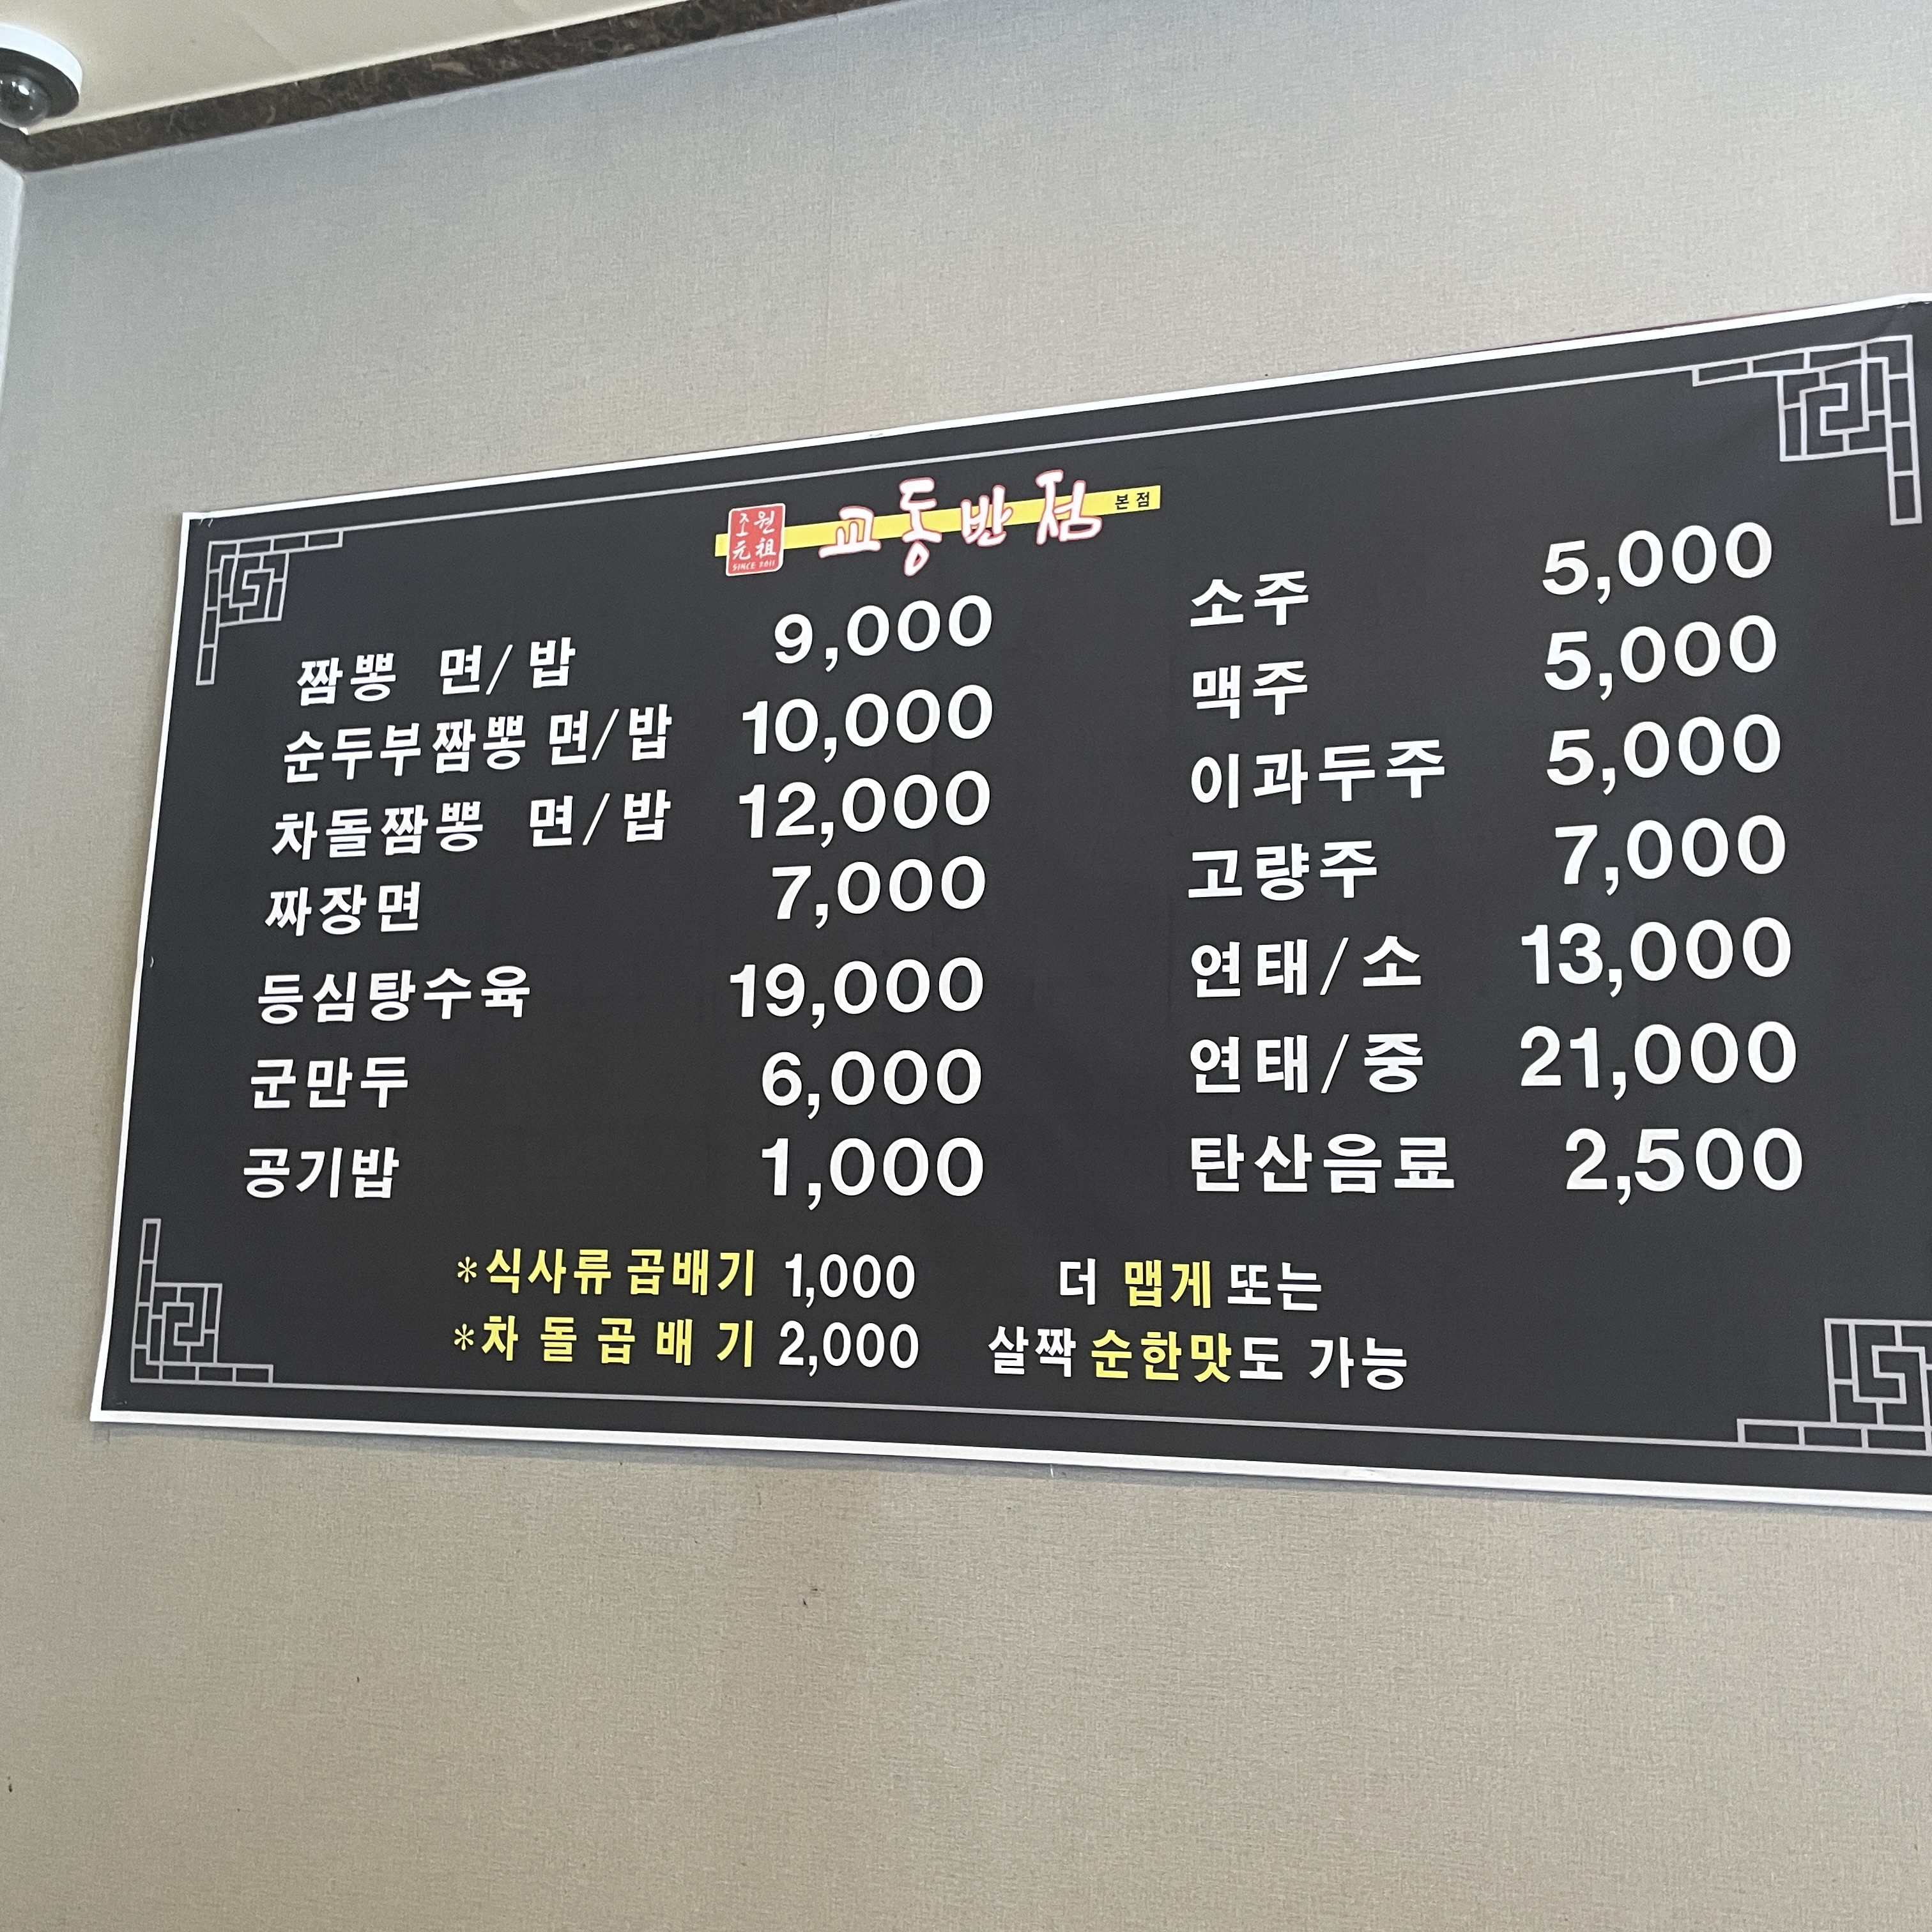 원조
元祖
SINCE 2011
교동반점 본점
짬뽕 면/밥 9,000
순두부짬뽕 면/밥 10,000
차돌짬뽕 면/밥 12,000
짜장면 7,000
등심탕수육 19,000
군만두 6,000
공기밥 1,000
소주 5,000
맥주 5,000
이과두주 5,000
고량주 7,000
연태/소 13,000
연태/중 21,000
탄산음료 2,500
*식사류 곱배기 1,000
*차돌곱배기 2,000
더 맵게 또는
살짝 순한맛도 가능